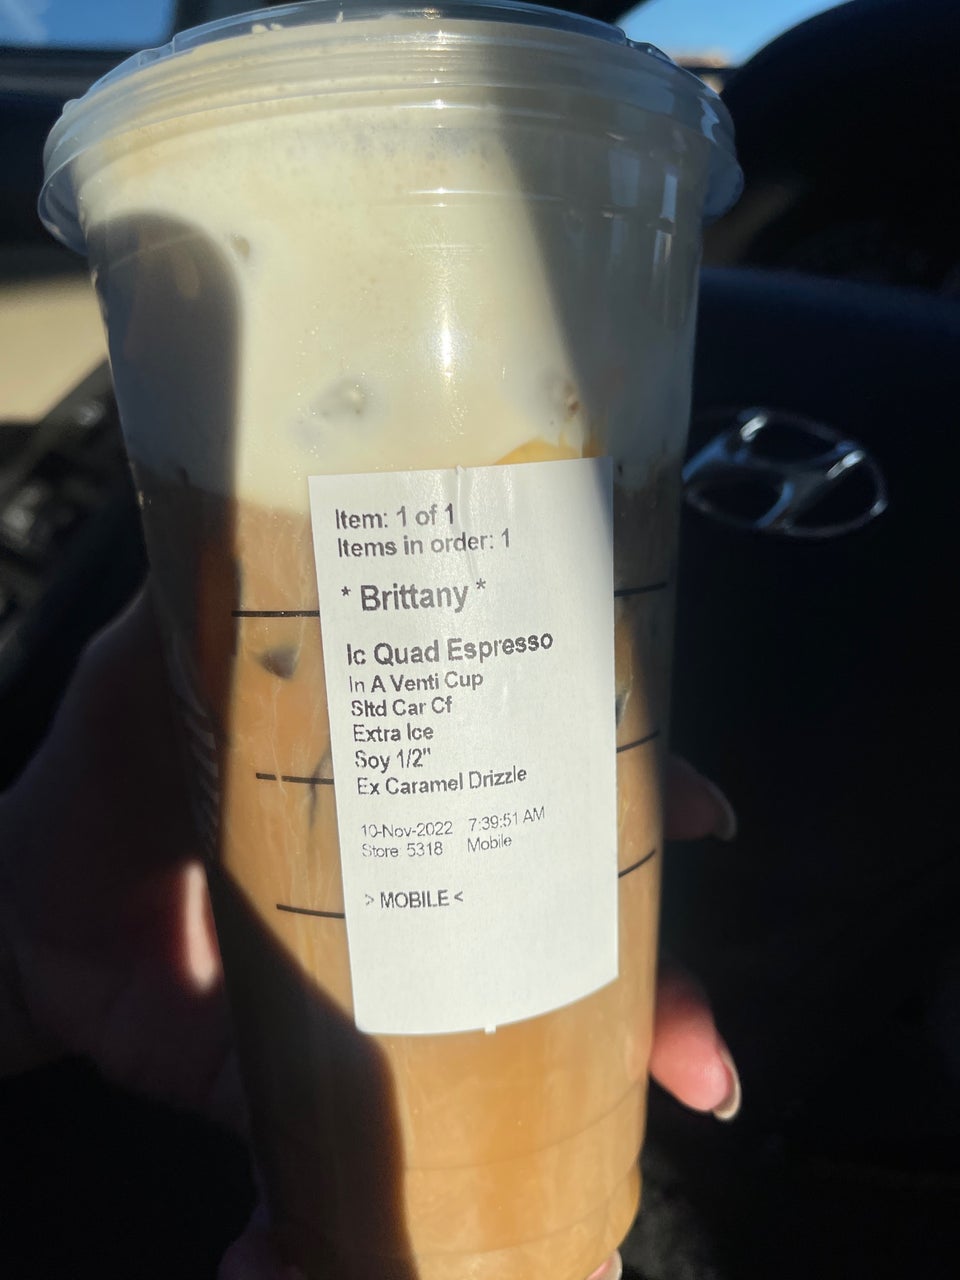 Item: 1 of 1
Items in order: 1
* Brittany *
Ic Quad Espresso
In A Venti Cup
Sltd Car Cf
Extra Ice
Soy 1/2"
Ex Caramel Drizzle
10-Nov-2022 7:39:51 AM
Store: 5318 Mobile
> MOBILE <